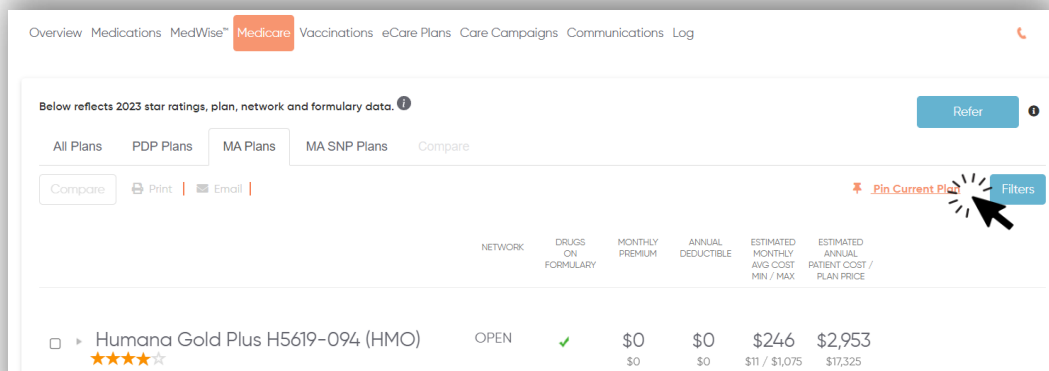 Overview Medications MedWise™ Medicare Vaccinations eCare Plans Care Campaigns Communications Log
Below reflects 2023 star ratings, plan, network and formulary data. i
Refer i
All Plans PDP Plans MA Plans MA SNP Plans Compare
Compare Print | Email | Pin Current Plan Filters
NETWORK DRUGS ON FORMULARY MONTHLY PREMIUM ANNUAL DEDUCTIBLE ESTIMATED MONTHLY AVG COST MIN / MAX ESTIMATED ANNUAL PATIENT COST / PLAN PRICE
Humana Gold Plus H5619-094 (HMO) OPEN $0 $0 $246 $2,953
$0 $0 $11 / $1,075 $17,325